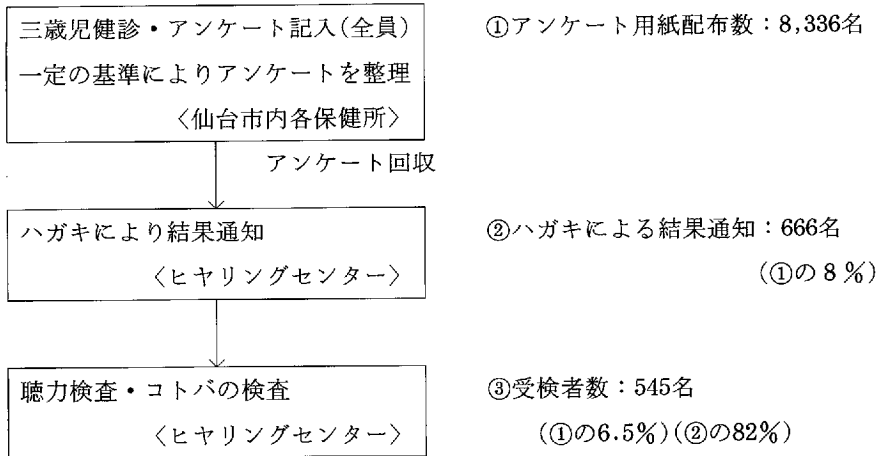 三歳児健診・アンケート記入(全員)
一定の基準によりアンケートを整理
〈仙台市内各保健所〉
①アンケート用紙配布数：8,336名
アンケート回収
ハガキにより結果通知
〈ヒヤリングセンター〉
②ハガキによる結果通知：666名
(①の8％)
聴力検査・コトバの検査
〈ヒヤリングセンター〉
③受検者数：545名
(①の6.5％)(②の82％)